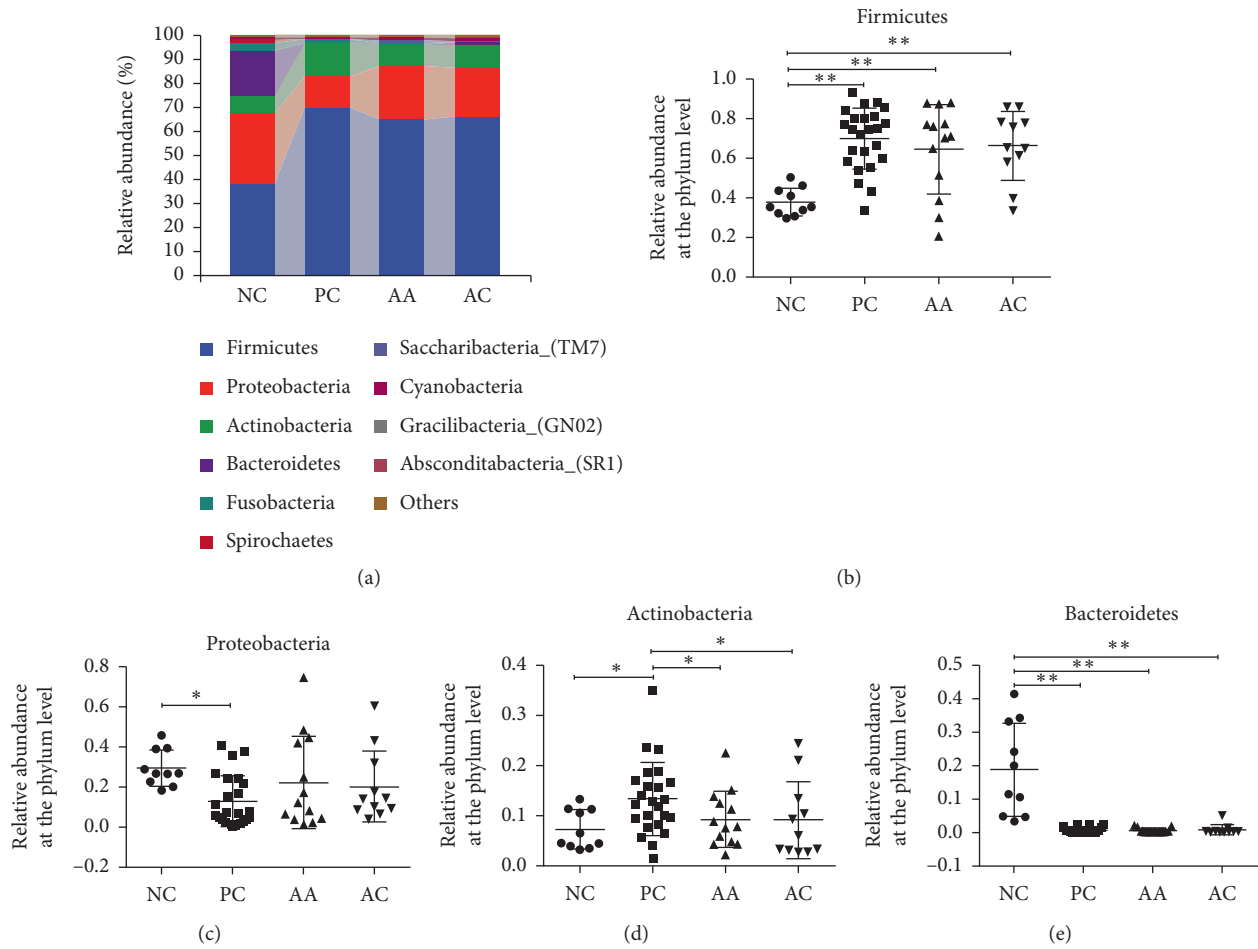 Relative abundance (%)
100
90
80
70
60
50
40
30
20
10
0
NC PC AA AC
Firmicutes
Proteobacteria
Actinobacteria
Bacteroidetes
Fusobacteria
Spirochaetes
Saccharibacteria_(TM7)
Cyanobacteria
Gracilibacteria_(GN02)
Absconditabacteria_(SR1)
Others
(a)
Firmicutes
**
**
**
Relative abundance
at the phylum level
1.0
0.8
0.6
0.4
0.2
0.0
NC PC AA AC
(b)
Proteobacteria
*
Relative abundance
at the phylum level
0.8
0.6
0.4
0.2
0.0
−0.2
NC PC AA AC
(c)
Actinobacteria
*
* *
Relative abundance
at the phylum level
0.4
0.3
0.2
0.1
0.0
NC PC AA AC
(d)
Bacteroidetes
**
**
**
Relative abundance
at the phylum level
0.5
0.4
0.3
0.2
0.1
0.0
−0.1
NC PC AA AC
(e)